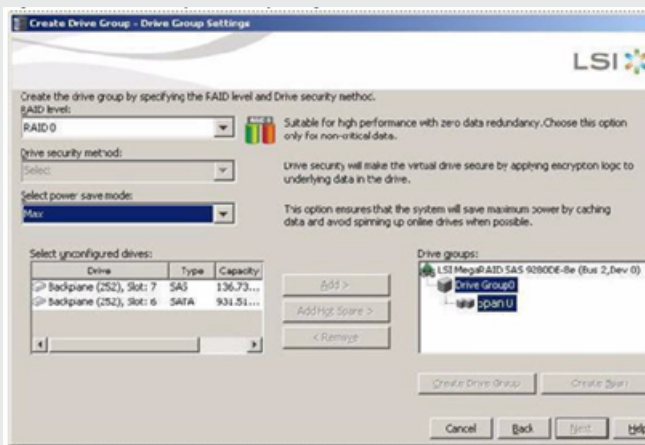 Create Drive Group - Drive Group Settings
LSI
Create the drive group by specifying the RAID level and Drive security method.
RAID level:
RAID 0
Suitable for high performance with zero data redundancy. Choose this option
only for non-critical data.
Drive security method:
Select
Drive security will make the virtual drive secure by applying encryption logic to
underlying data in the drive.
Select power save mode:
Max
This option ensures that the system will save maximum power by caching
data and avoid spinning up online drives when possible.
Select unconfigured drives:
Drive Type Capacity
Backplane (252), Slot: 7 SAS 136.73...
Backplane (252), Slot: 6 SATA 931.51...
Add >
Add Hot Spare >
< Remove
Drive groups:
LSI MegaRAID SAS 9280DE-8e (Bus 2,Dev 0)
Drive Group0
Span 0
Create Drive Group
Create Span
Cancel
Back
Next
Help